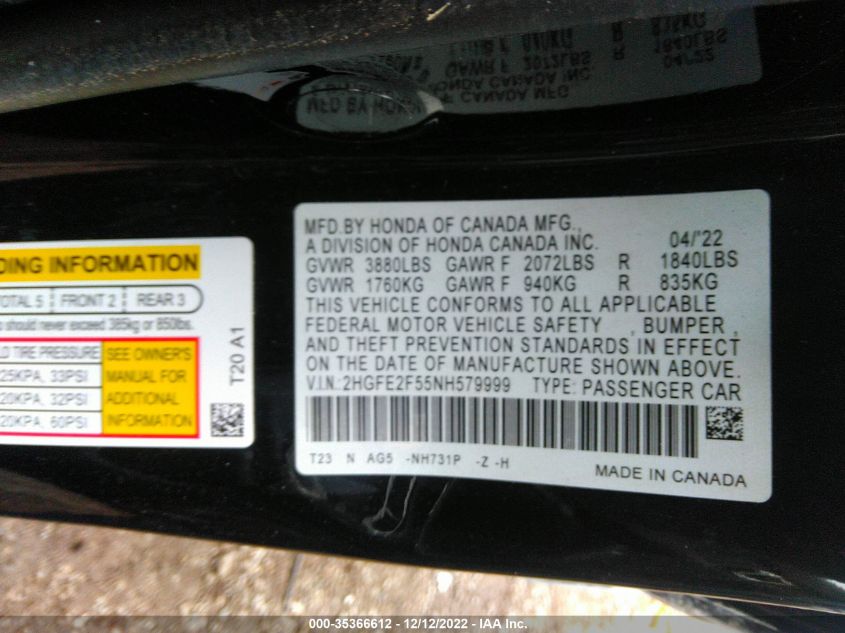 MFD.BY HONDA OF CANADA MFG.,
A DIVISION OF HONDA CANADA INC. 04/'22
GVWR 3880LBS GAWR F 2072LBS R 1840LBS
GVWR 1760KG GAWR F 940KG R 835KG
THIS VEHICLE CONFORMS TO ALL APPLICABLE
FEDERAL MOTOR VEHICLE SAFETY , BUMPER ,
AND THEFT PREVENTION STANDARDS IN EFFECT
ON THE DATE OF MANUFACTURE SHOWN ABOVE.
V.I.N.: 2HGFE2F55NH579999 TYPE: PASSENGER CAR
T23 N AG5 -NH731P -Z -H
MADE IN CANADA
DING INFORMATION
OTAL 5 FRONT 2 REAR 3
o should never exceed 385kg or 850lbs.
LD TIRE PRESSURE SEE OWNER'S
25KPA, 33PSI MANUAL FOR
20KPA, 32PSI ADDITIONAL
20KPA, 60PSI INFORMATION
T20 A1
000-35366612 - 12/12/2022 - IAA Inc.